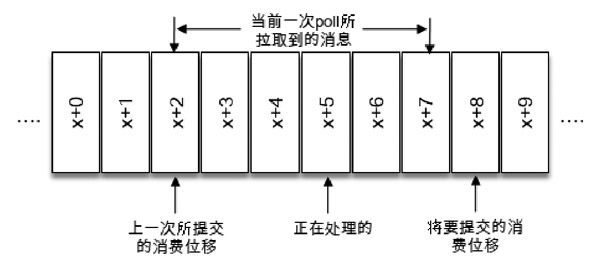 当前一次poll所
拉取到的消息
....
x+0
x+1
x+2
x+3
x+4
x+5
x+6
x+7
x+8
x+9
....
上一次所提交
的消费位移
正在处理的
将要提交的消
费位移